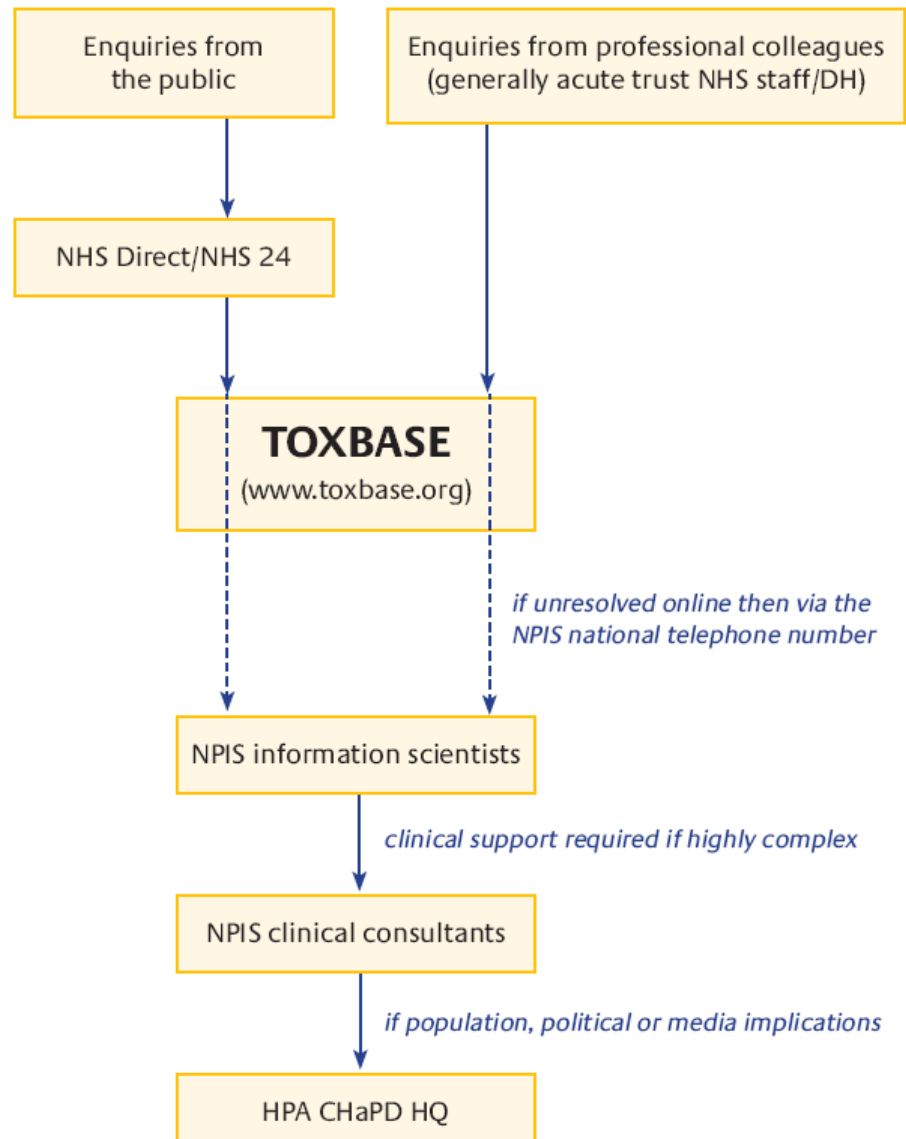 Enquiries from
the public
Enquiries from professional colleagues
(generally acute trust NHS staff/DH)
NHS Direct/NHS 24
TOXBASE
(www.toxbase.org)
if unresolved online then via the
NPIS national telephone number
NPIS information scientists
clinical support required if highly complex
NPIS clinical consultants
if population, political or media implications
HPA CHaPD HQ